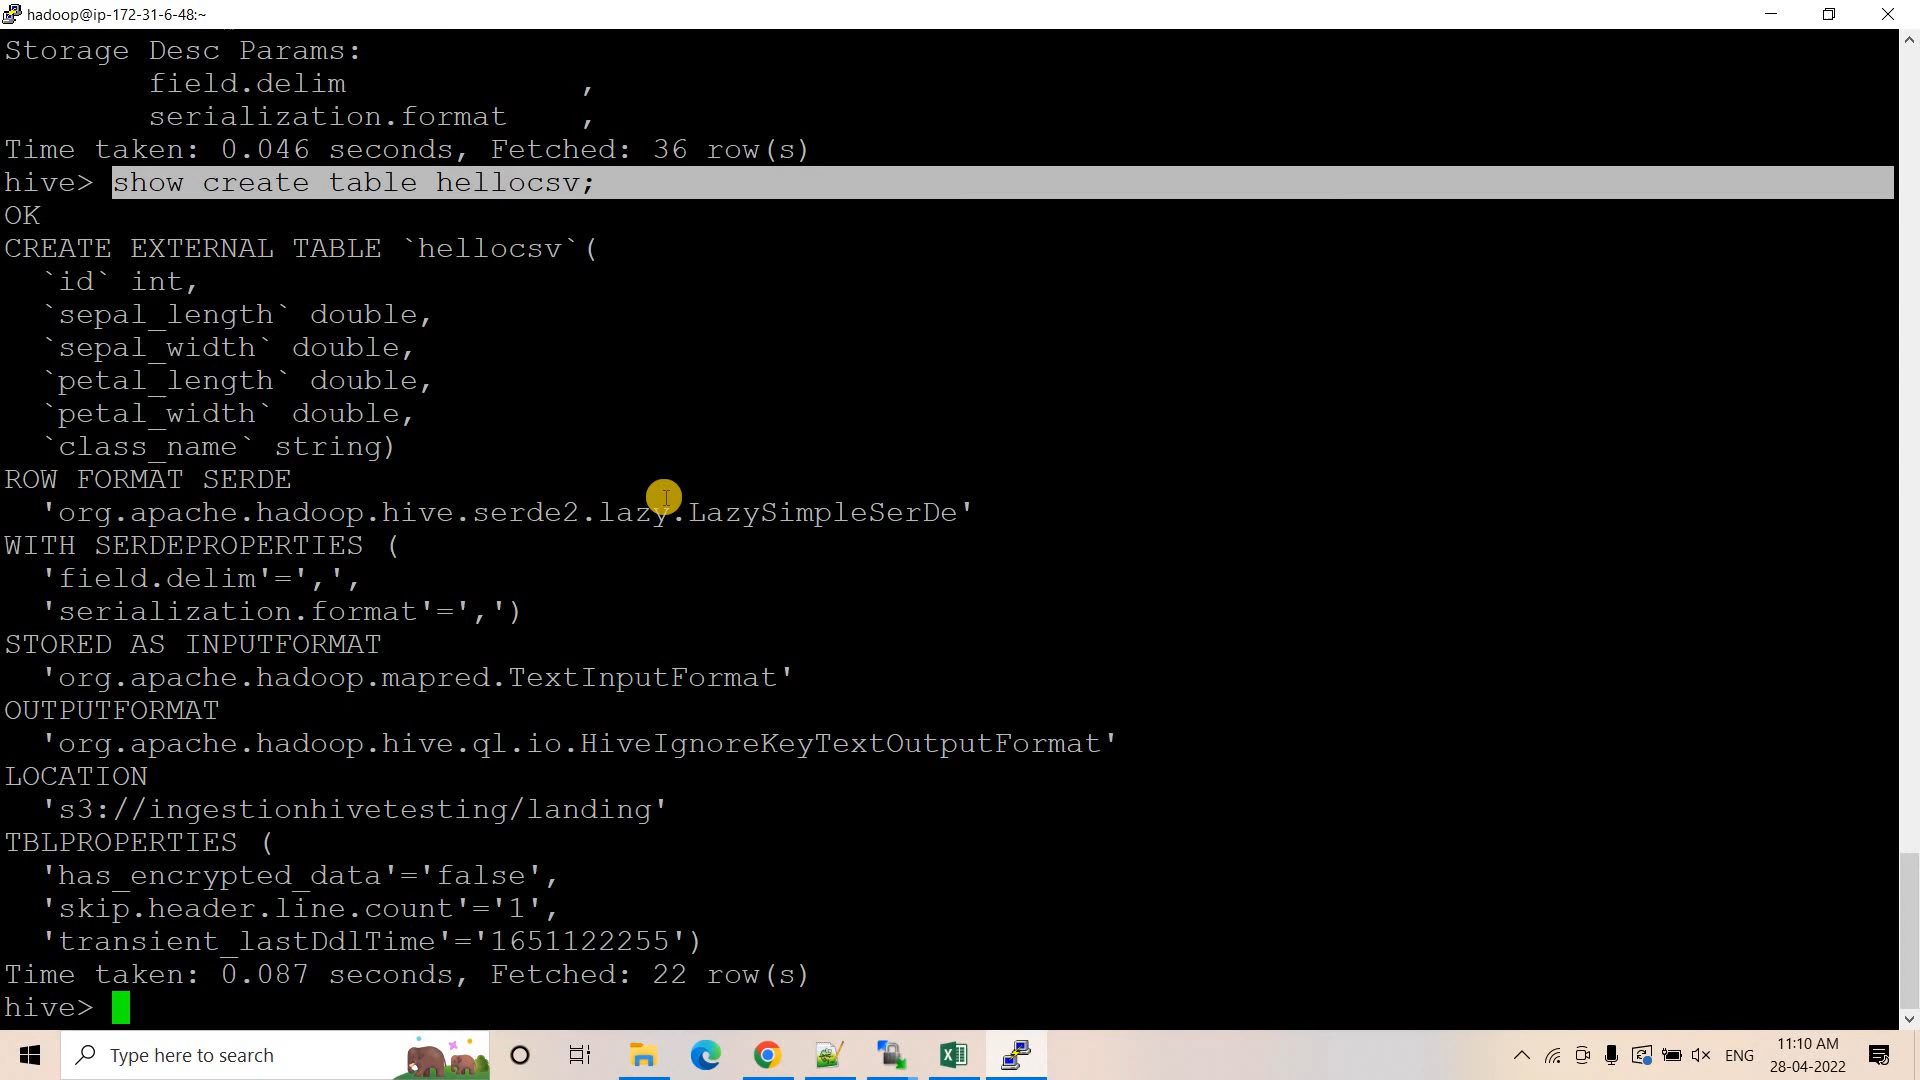 hadoop@ip-172-31-6-48:~
Storage Desc Params:
field.delim ,
serialization.format ,
Time taken: 0.046 seconds, Fetched: 36 row(s)
hive> show create table hellocsv;
OK
CREATE EXTERNAL TABLE `hellocsv`(
`id` int,
`sepal_length` double,
`sepal_width` double,
`petal_length` double,
`petal_width` double,
`class_name` string)
ROW FORMAT SERDE
'org.apache.hadoop.hive.serde2.lazy.LazySimpleSerDe'
WITH SERDEPROPERTIES (
'field.delim'=',',
'serialization.format'=',')
STORED AS INPUTFORMAT
'org.apache.hadoop.mapred.TextInputFormat'
OUTPUTFORMAT
'org.apache.hadoop.hive.ql.io.HiveIgnoreKeyTextOutputFormat'
LOCATION
's3://ingestionhivetesting/landing'
TBLPROPERTIES (
'has_encrypted_data'='false',
'skip.header.line.count'='1',
'transient_lastDdlTime'='1651122255')
Time taken: 0.087 seconds, Fetched: 22 row(s)
hive>
Type here to search
ENG
11:10 AM
28-04-2022